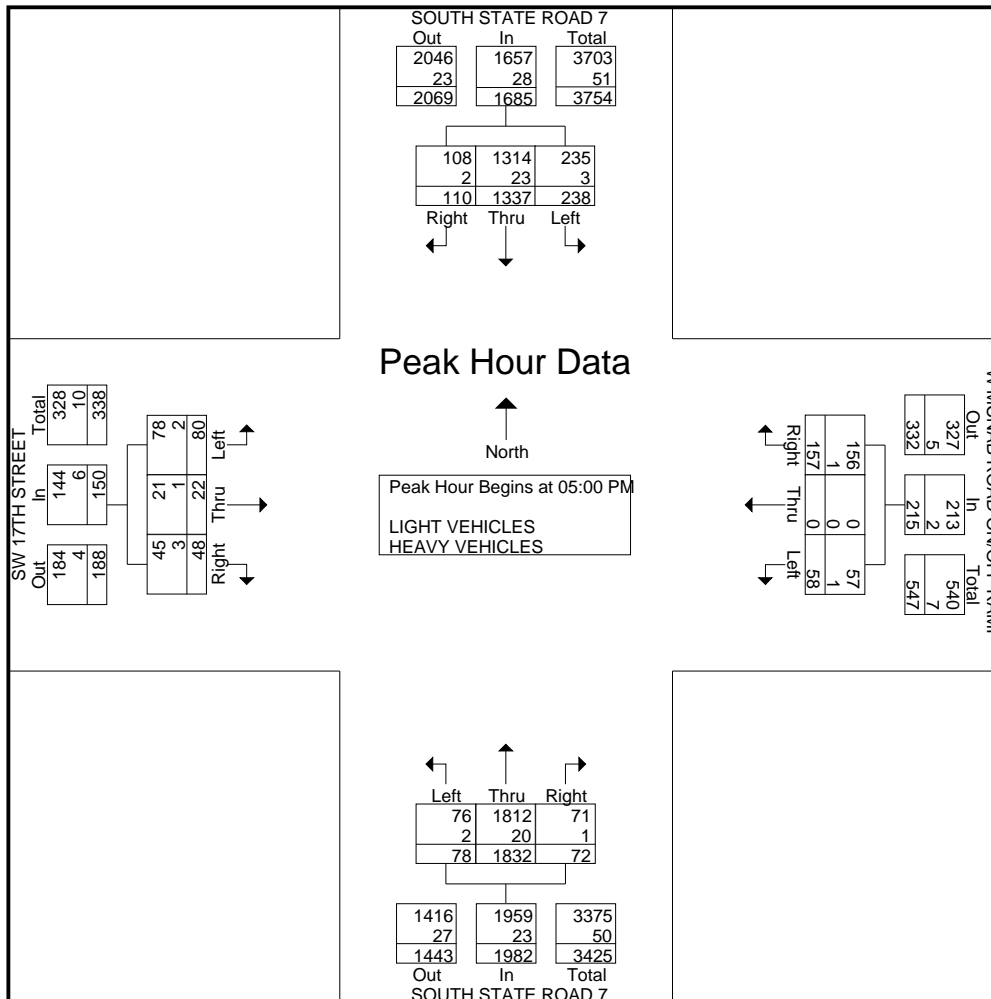 SOUTH STATE ROAD 7
Out In Total
2046 1657 3703
23 28 51
2069 1685 3754
108 1314 235
2 23 3
110 1337 238
Right Thru Left
Peak Hour Data
North
Peak Hour Begins at 05:00 PM
LIGHT VEHICLES
HEAVY VEHICLES
SW 17TH STREET
Out In Total
184 144 328
4 6 10
188 150 338
45 21 78
3 1 2
48 22 80
Right Thru Left
Out In Total
327 213 540
5 2 7
332 215 547
156 0 57
1 0 1
157 0 58
Right Thru Left
Left Thru Right
76 1812 71
2 20 1
78 1832 72
1416 1959 3375
27 23 50
1443 1982 3425
Out In Total
SOUTH STATE ROAD 7